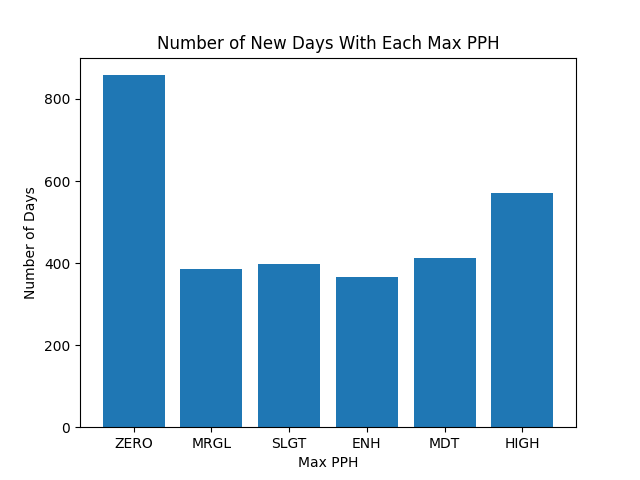 Number of New Days With Each Max PPH
Number of Days
800
600
400
200
0
ZERO MRGL SLGT ENH MDT HIGH
Max PPH